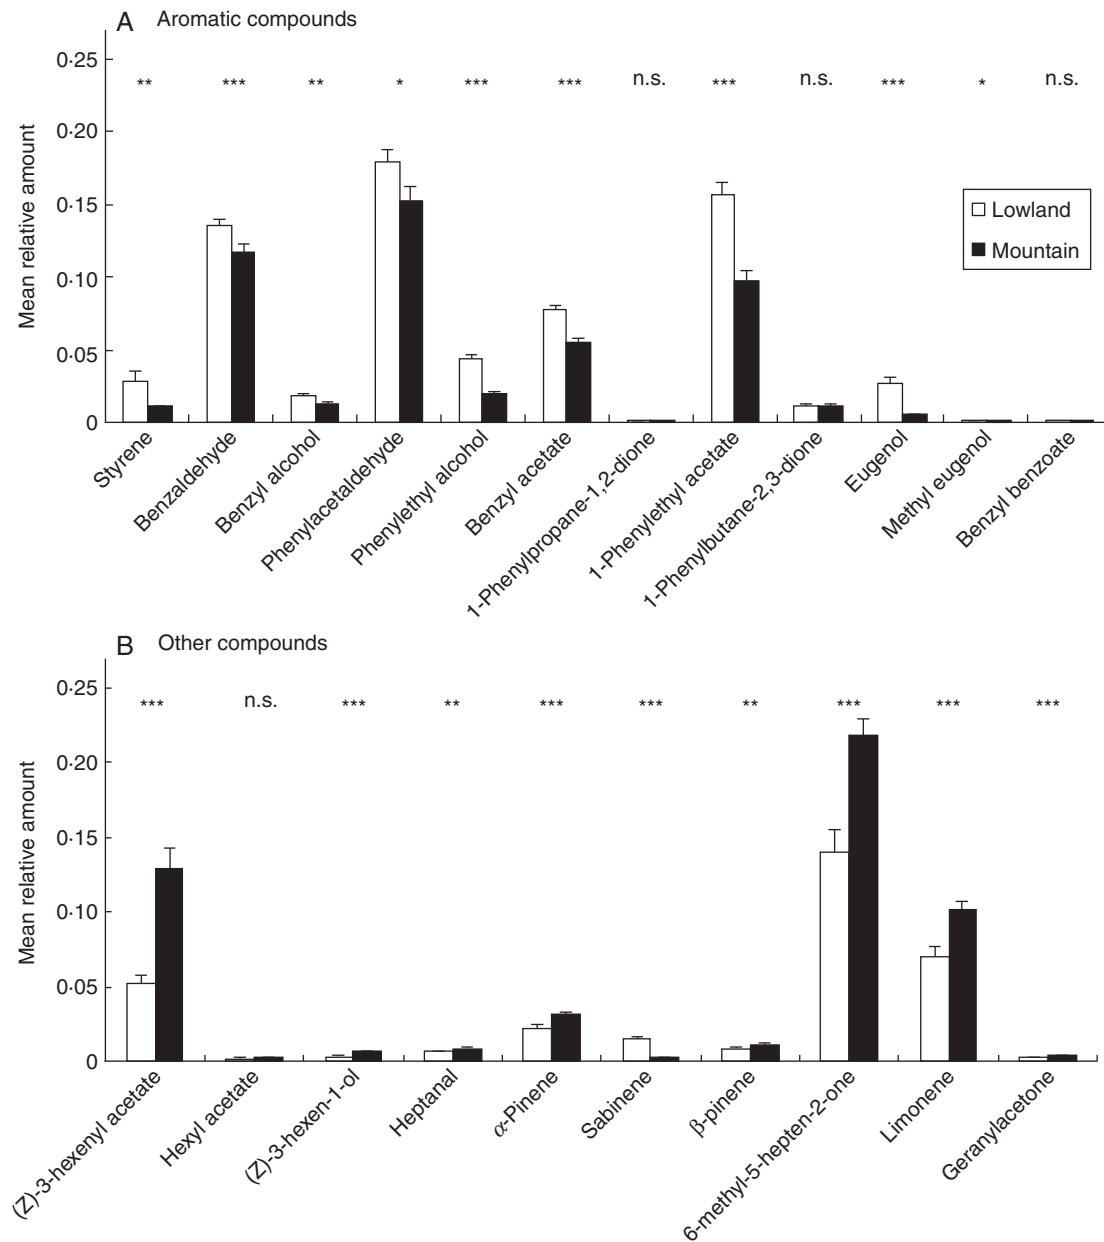 A Aromatic compounds
Mean relative amount
0·25
0·20
0·15
0·10
0·05
0
** *** ** * *** *** n.s. *** n.s. *** * n.s.
Lowland
Mountain
Styrene
Benzaldehyde
Benzyl alcohol
Phenylacetaldehyde
Phenylethyl alcohol
Benzyl acetate
1-Phenylpropane-1,2-dione
1-Phenylethyl acetate
1-Phenylbutane-2,3-dione
Eugenol
Methyl eugenol
Benzyl benzoate
B Other compounds
Mean relative amount
0·25
0·20
0·15
0·10
0·05
0
*** n.s. *** ** *** *** ** *** *** ***
(Z)-3-hexenyl acetate
Hexyl acetate
(Z)-3-hexen-1-ol
Heptanal
α-Pinene
Sabinene
β-pinene
6-methyl-5-hepten-2-one
Limonene
Geranylacetone